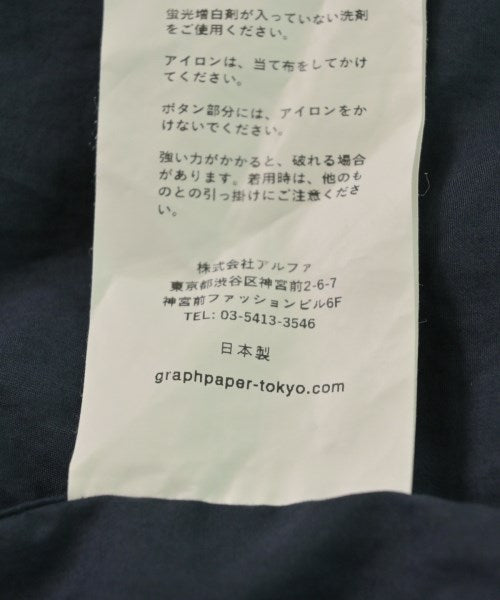 蛍光増白剤が入っていない洗剤
をご使用ください。
アイロンは、当て布をしてかけ
てください。
ボタン部分には、アイロンをか
けないでください。
強い力がかかると、破れる場合
があります。着用時は、他のも
のとの引っ掛けにご注意くださ
い。
株式会社アルファ
東京都渋谷区神宮前2-6-7
神宮前ファッションビル6F
TEL: 03-5413-3546
日本製
graphpaper-tokyo.com